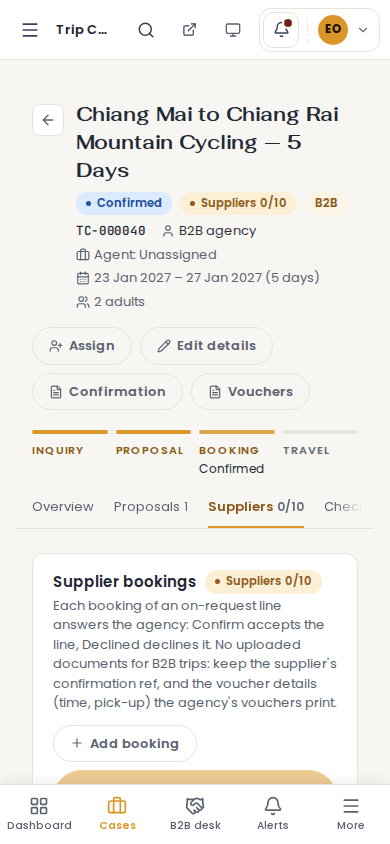 Trip C...
EO
Chiang Mai to Chiang Rai
Mountain Cycling — 5
Days
Confirmed
Suppliers 0/10
B2B
TC-000040
B2B agency
Agent: Unassigned
23 Jan 2027 – 27 Jan 2027 (5 days)
2 adults
Assign
Edit details
Confirmation
Vouchers
INQUIRY
PROPOSAL
BOOKING
TRAVEL
Confirmed
Overview
Proposals 1
Suppliers 0/10
Chec
Supplier bookings
Suppliers 0/10
Each booking of an on-request line
answers the agency: Confirm accepts the
line, Declined declines it. No uploaded
documents for B2B trips: keep the supplier's
confirmation ref, and the voucher details
(time, pick-up) the agency's vouchers print.
Add booking
Dashboard
Cases
B2B desk
Alerts
More